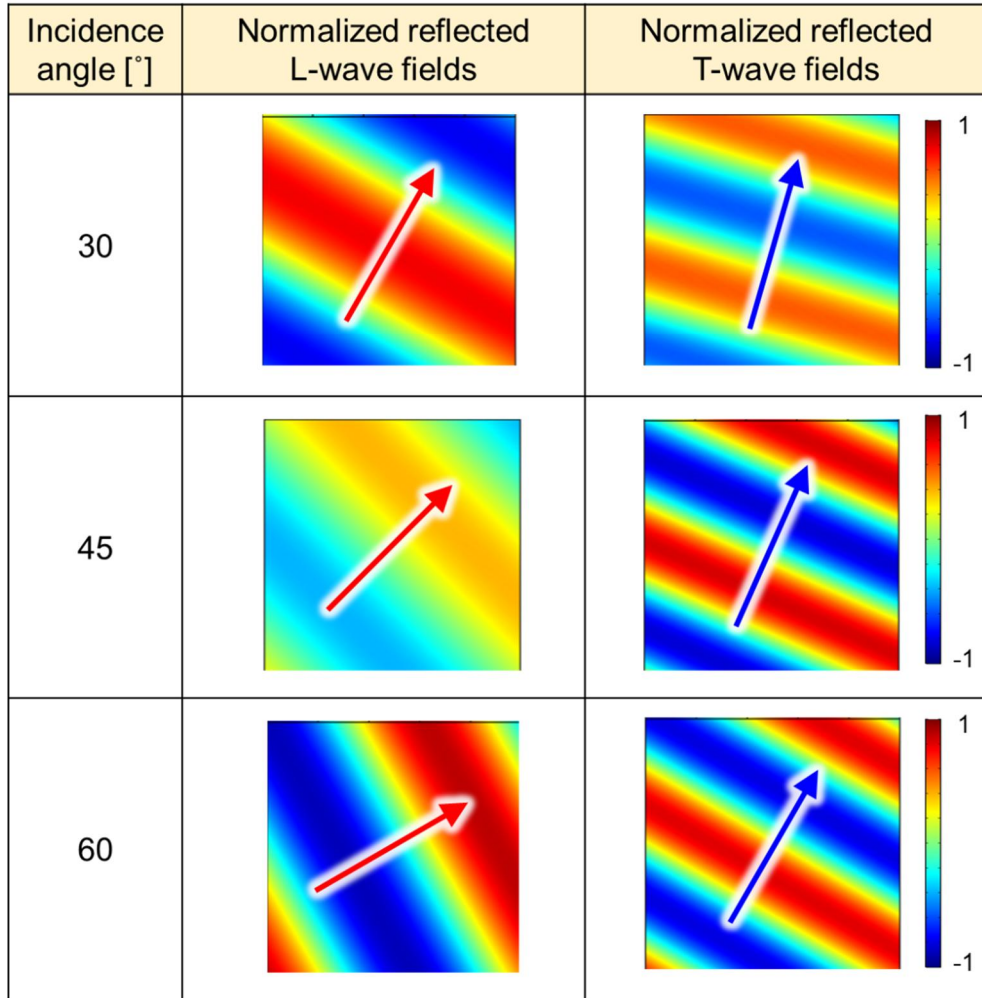 Incidence
angle [°]
Normalized reflected
L-wave fields
Normalized reflected
T-wave fields
30
1
-1
45
1
-1
60
1
-1